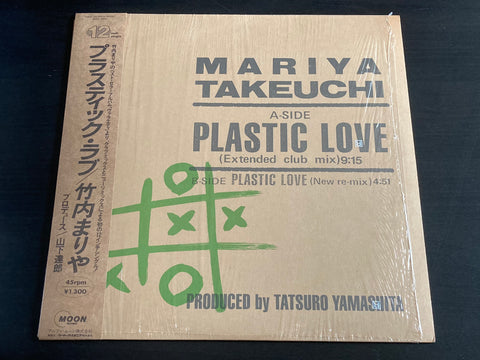 12
プラスティック・ラブ/竹内まりや
プロデュース/山下達郎
45rpm
¥1,300
MOON
MARIYA
TAKEUCHI
A-SIDE
PLASTIC LOVE
(Extended club mix)9:15
B-SIDE PLASTIC LOVE (New re-mix)4:51
PRODUCED by TATSURO YAMASHITA